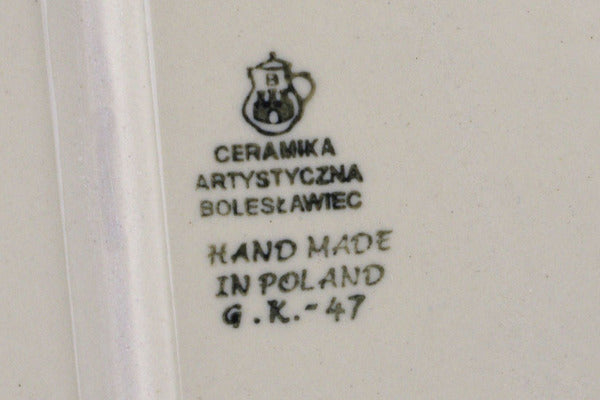 B
CERAMIKA
ARTYSTYCZNA
BOLESŁAWIEC
HAND MADE
IN POLAND
G.K.-47